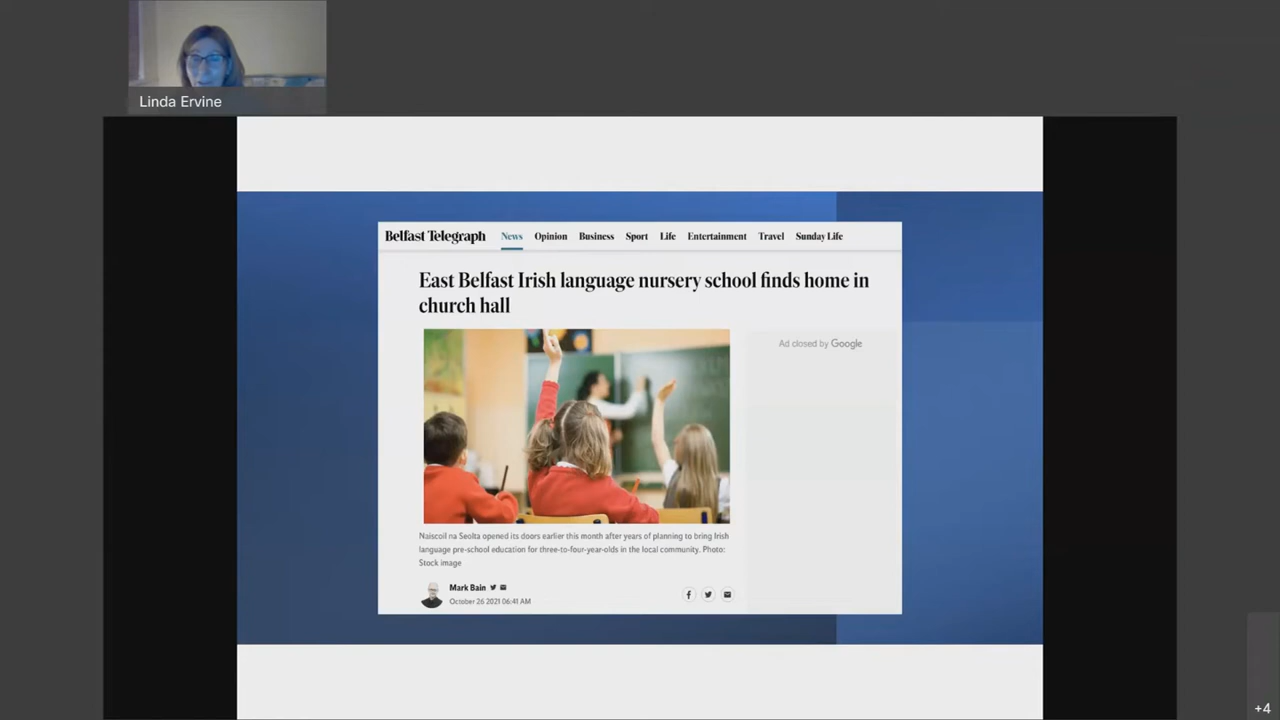 Linda Ervine
Belfast Telegraph News Opinion Business Sport Life Entertainment Travel Sunday Life
East Belfast Irish language nursery school finds home in
church hall
Ad closed by Google
Naiscoil na Seolta opened its doors earlier this month after years of planning to bring Irish
language pre-school education for three-to-four-year-olds in the local community. Photo:
Stock image
Mark Bain
October 26 2021 06:41 AM
+4